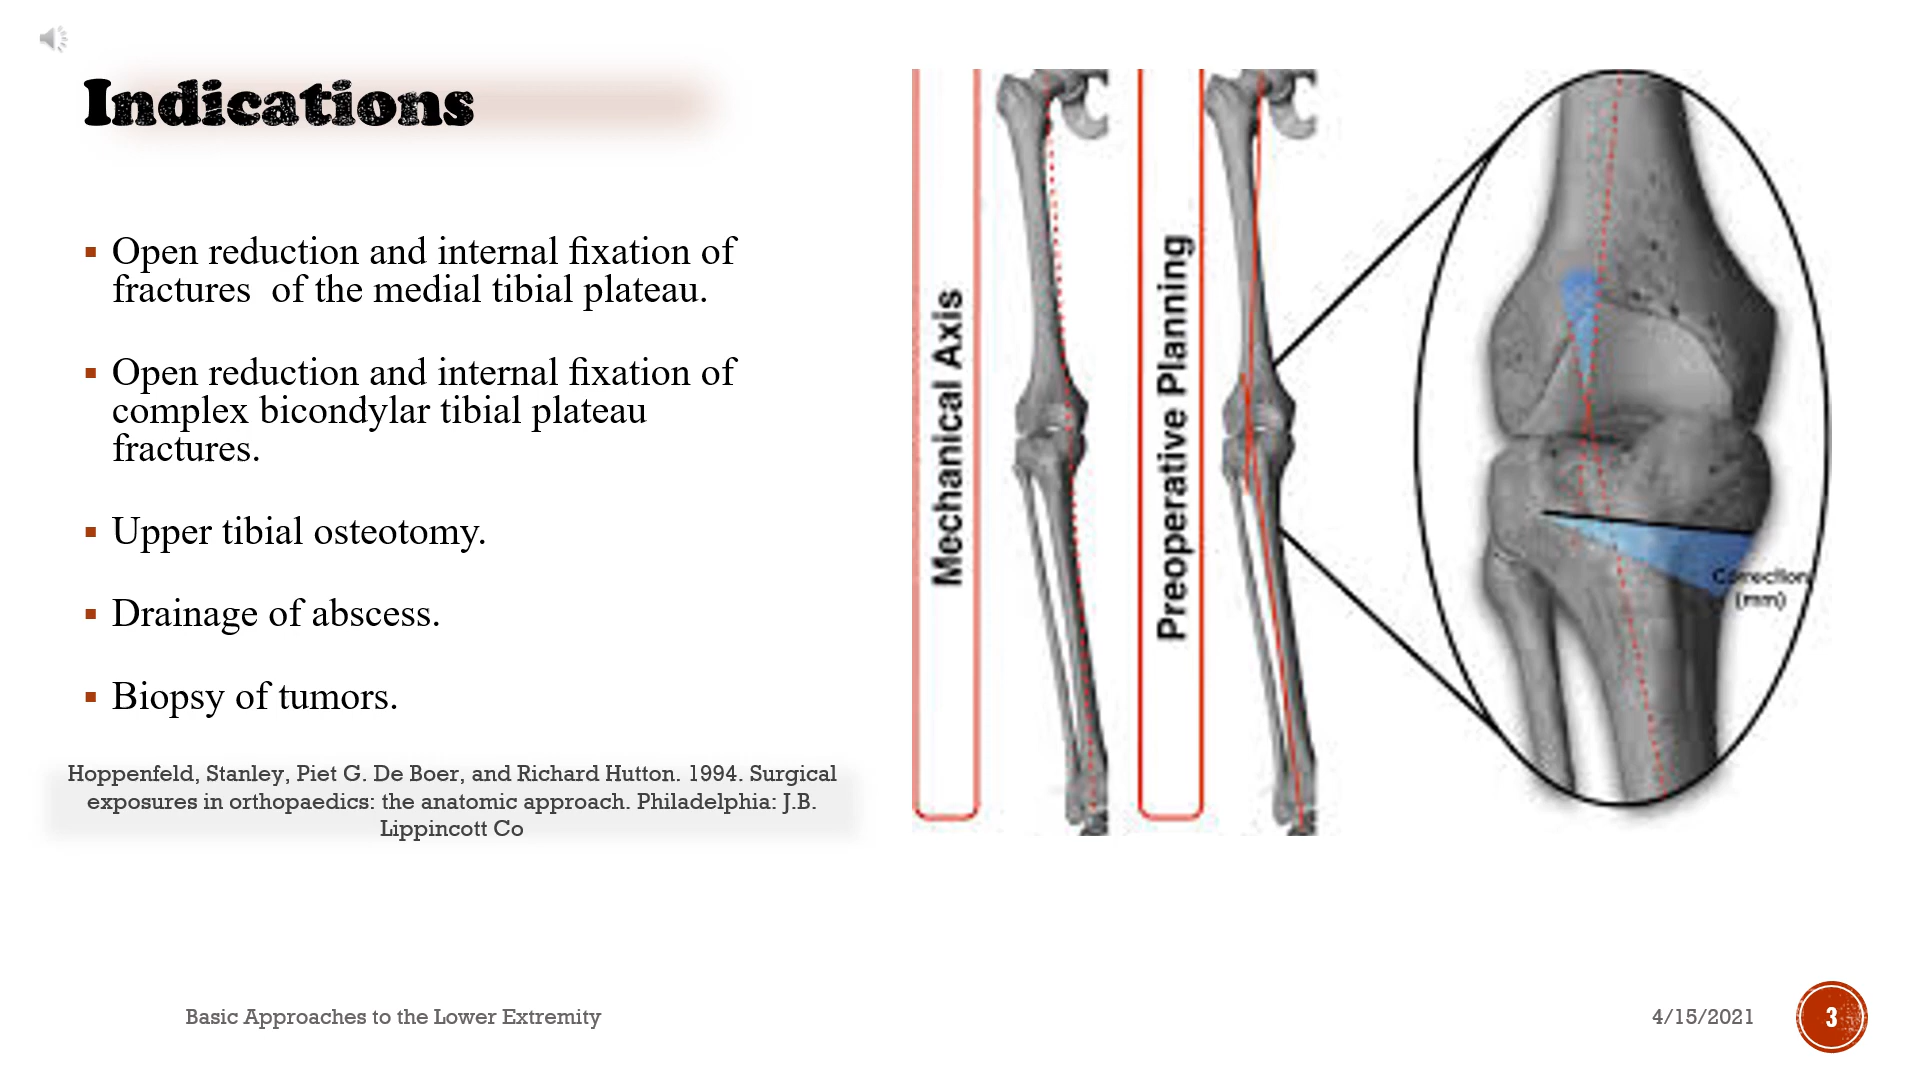 Indications
▪ Open reduction and internal fixation of
fractures  of the medial tibial plateau.
▪ Open reduction and internal fixation of
complex bicondylar tibial plateau
fractures.
▪ Upper tibial osteotomy.
▪ Drainage of abscess.
▪ Biopsy of tumors.
Hoppenfeld, Stanley, Piet G. De Boer, and Richard Hutton. 1994. Surgical
exposures in orthopaedics: the anatomic approach. Philadelphia: J.B.
Lippincott Co
Mechanical Axis
Preoperative Planning
Correction
(mm)
Basic Approaches to the Lower Extremity
4/15/2021
3